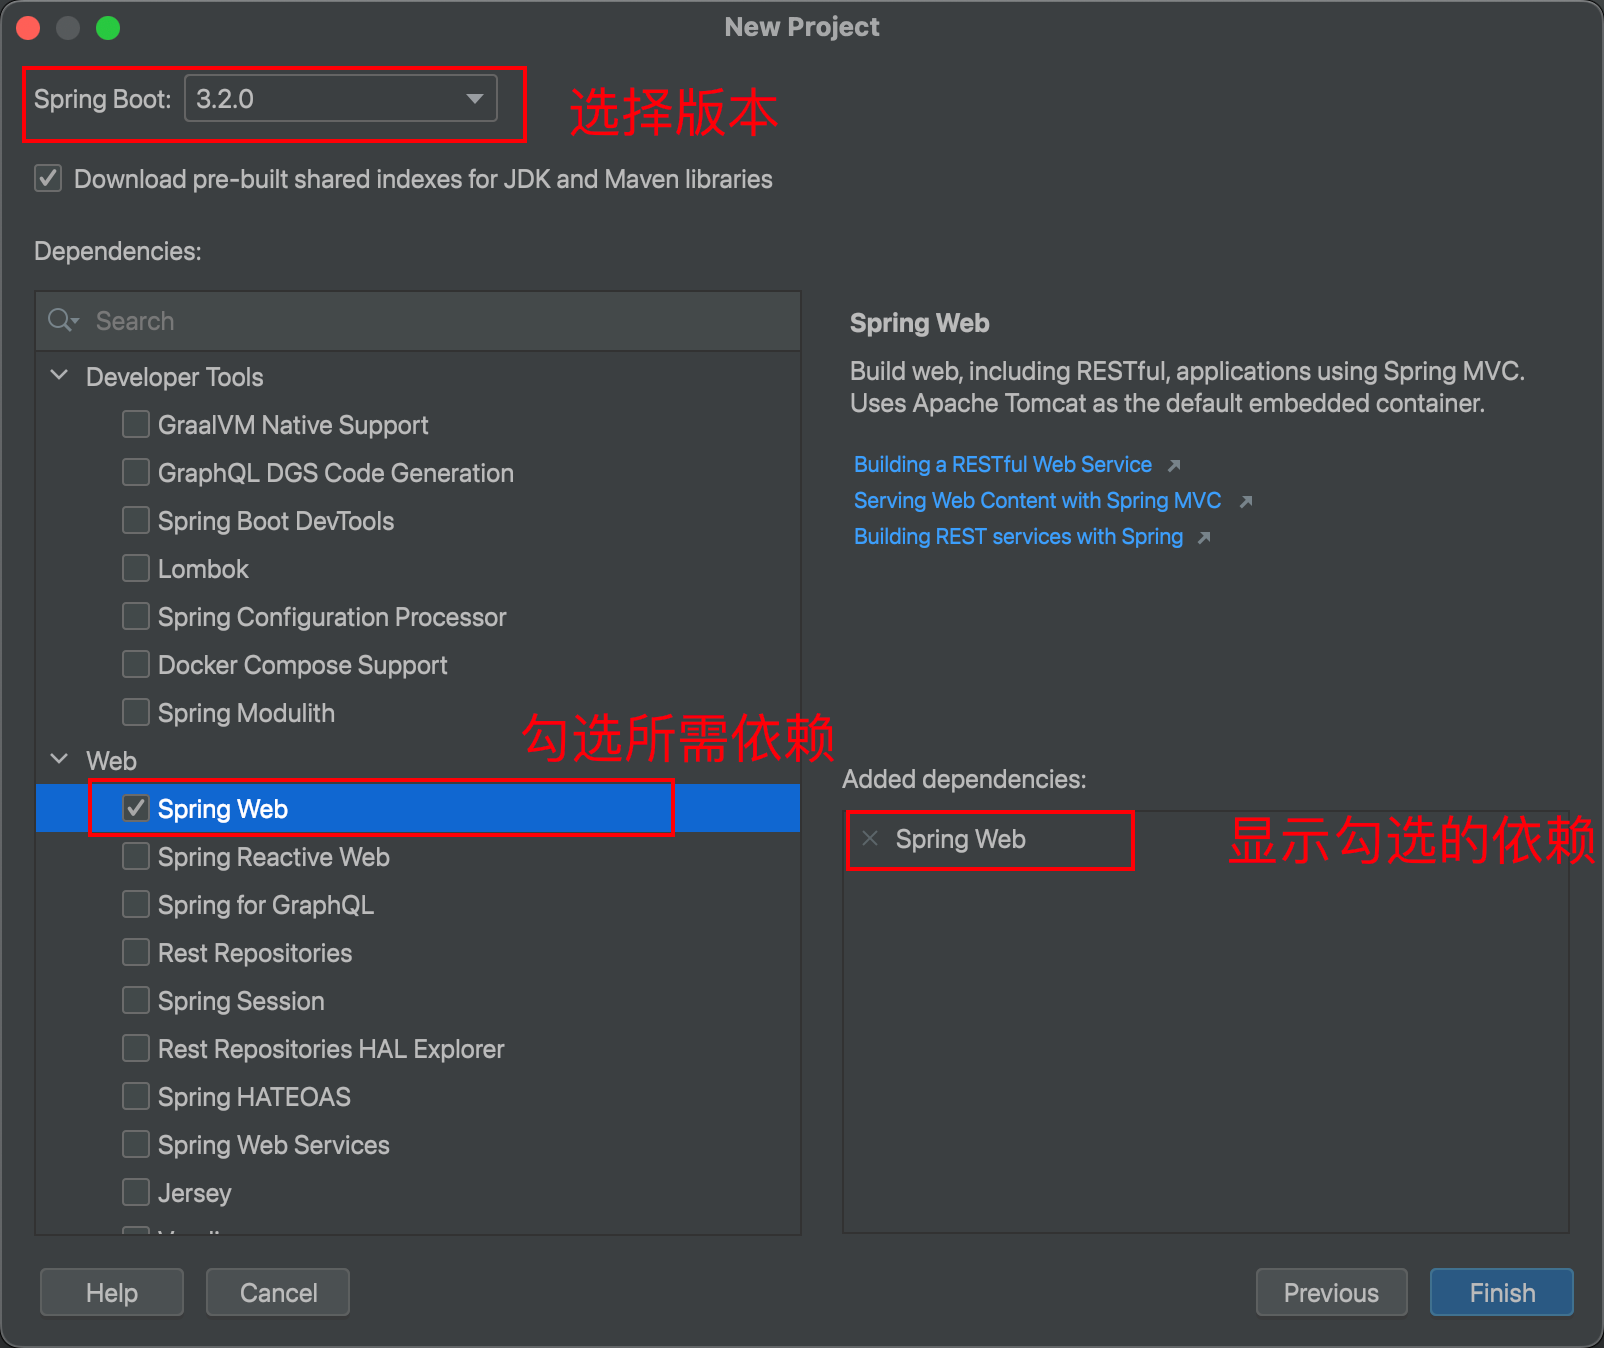 New Project
Spring Boot: 3.2.0
选择版本
Download pre-built shared indexes for JDK and Maven libraries
Dependencies:
Search
Developer Tools
GraalVM Native Support
GraphQL DGS Code Generation
Spring Boot DevTools
Lombok
Spring Configuration Processor
Docker Compose Support
Spring Modulith
勾选所需依赖
Web
Spring Web
Spring Reactive Web
Spring for GraphQL
Rest Repositories
Spring Session
Rest Repositories HAL Explorer
Spring HATEOAS
Spring Web Services
Jersey
Spring Web
Build web, including RESTful, applications using Spring MVC.
Uses Apache Tomcat as the default embedded container.
Building a RESTful Web Service
Serving Web Content with Spring MVC
Building REST services with Spring
Added dependencies:
Spring Web
显示勾选的依赖
Help
Cancel
Previous
Finish